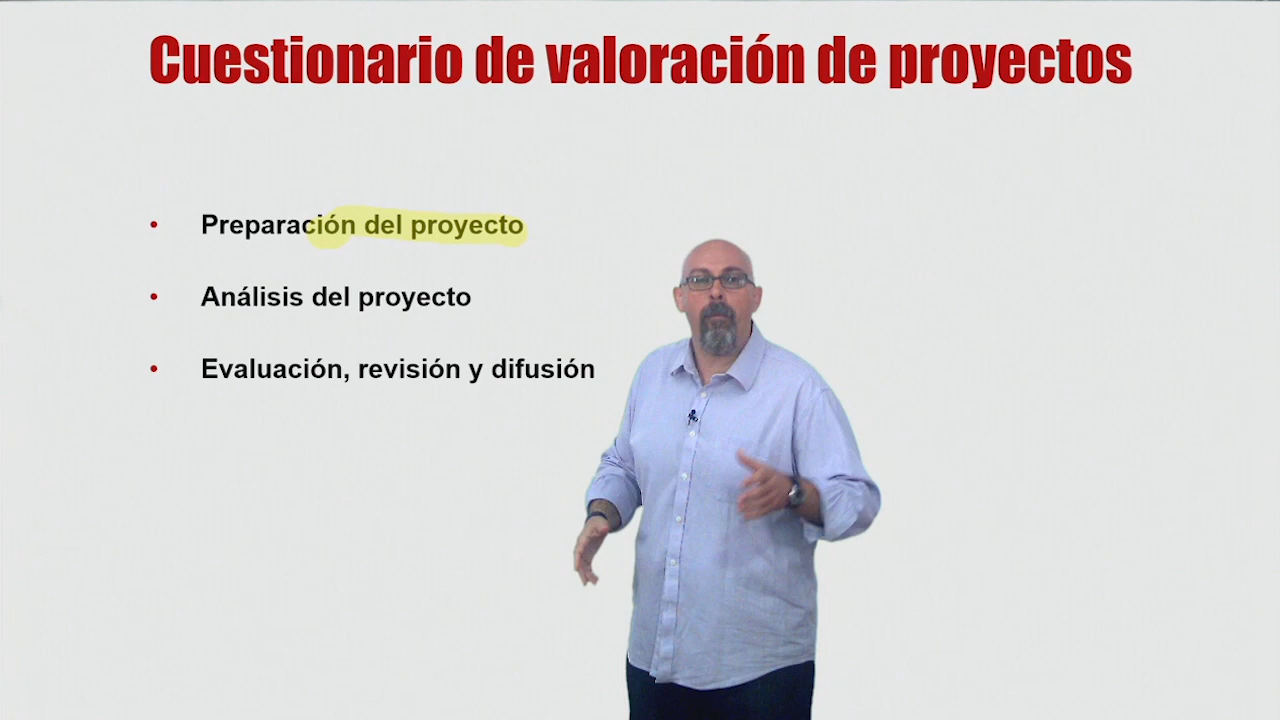 Cuestionario de valoración de proyectos
• Preparación del proyecto
• Análisis del proyecto
• Evaluación, revisión y difusión